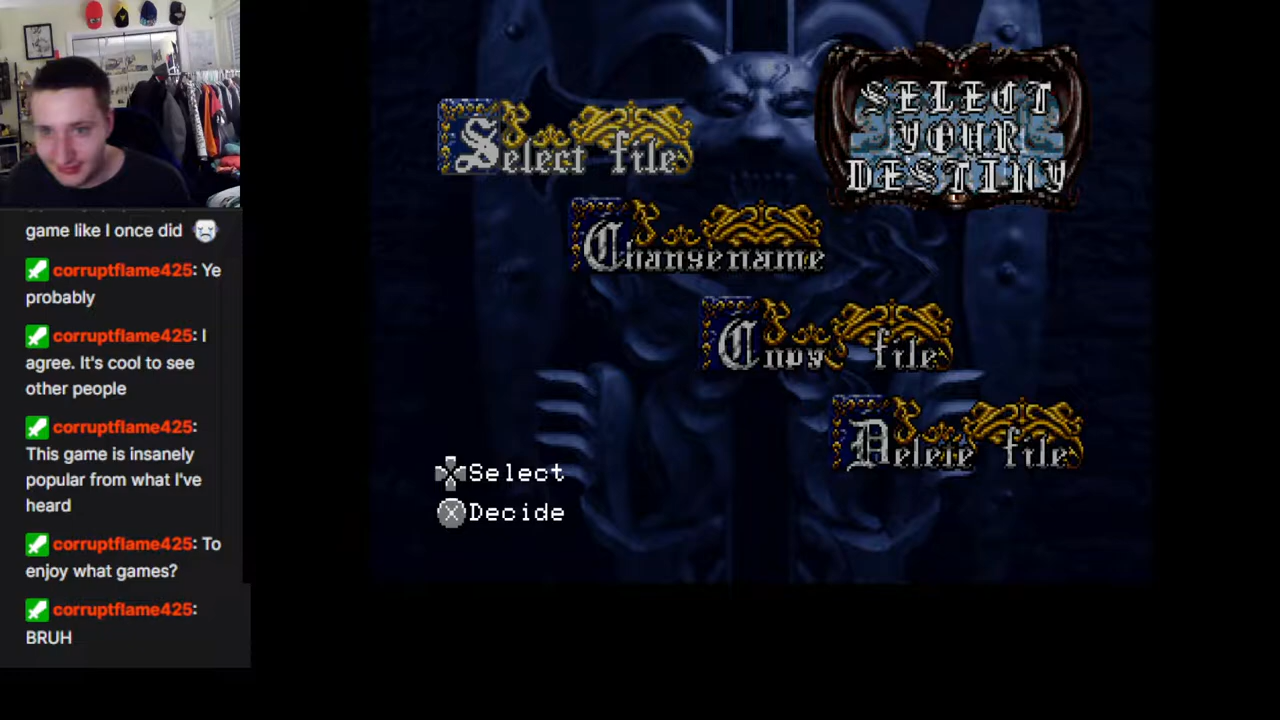 game like I once did
corruptflame425: Ye
probably
corruptflame425: I
agree. It's cool to see
other people
corruptflame425:
This game is insanely
popular from what I've
heard
corruptflame425: To
enjoy what games?
corruptflame425:
BRUH
SELECT
YOUR
DESTINY
Select file
Change name
Copy file
Delete file
Select
Decide